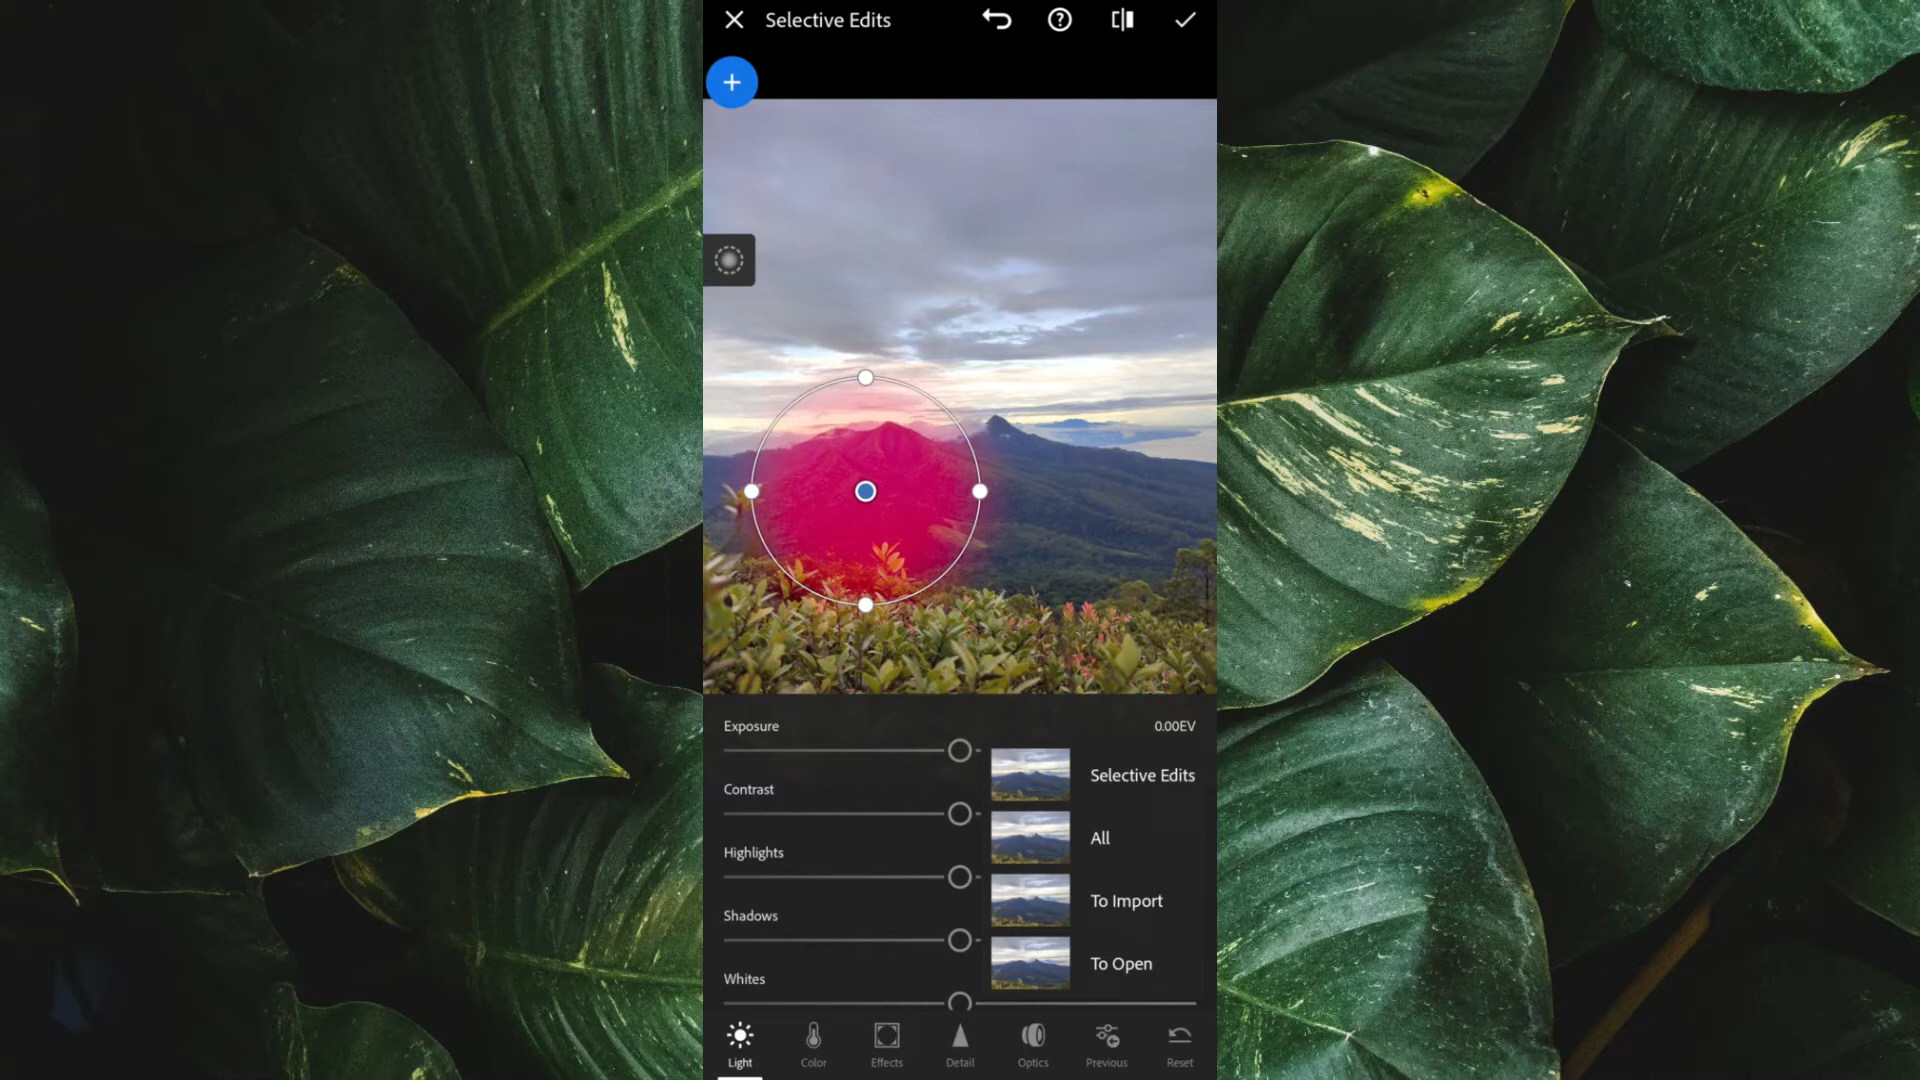 Selective Edits
Exposure
0.00EV
Selective Edits
Contrast
All
Highlights
To Import
Shadows
To Open
Whites
Light
Color
Effects
Detail
Optics
Previous
Reset